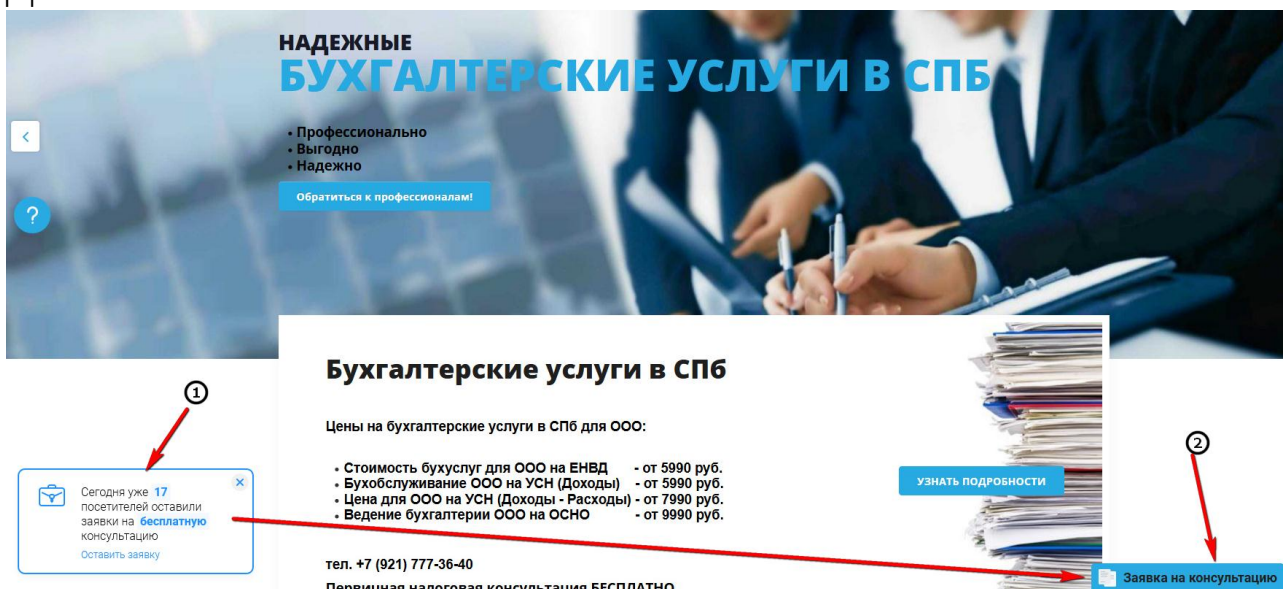 НАДЕЖНЫЕ
БУХГАЛТЕРСКИЕ УСЛУГИ В СПБ
• Профессионально
• Выгодно
• Надежно
Обратиться к профессионалам!
?
Бухгалтерские услуги в СПб
Цены на бухгалтерские услуги в СПб для ООО:
• Стоимость бухуслуг для ООО на ЕНВД - от 5990 руб.
• Бухобслуживание ООО на УСН (Доходы) - от 5990 руб.
• Цена для ООО на УСН (Доходы - Расходы) - от 7990 руб.
• Ведение бухгалтерии ООО на ОСНО - от 9990 руб.
УЗНАТЬ ПОДРОБНОСТИ
тел. +7 (921) 777-36-40
Первичная налоговая консультация БЕСПЛАТНО
1
Сегодня уже 17
посетителей оставили
заявки на бесплатную
консультацию
Оставить заявку
2
Заявка на консультацию